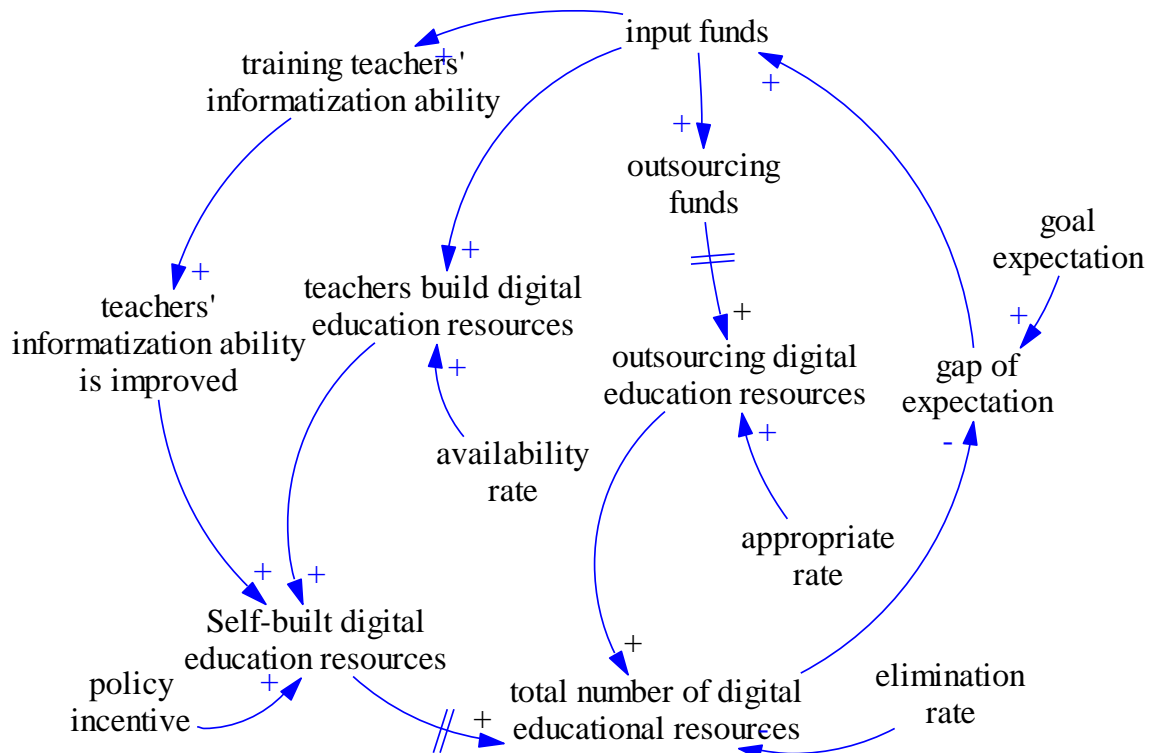 input funds
+
training teachers'
informatization ability
+
+
outsourcing
funds
goal
expectation
+
+
+
teachers build digital
education resources
teachers'
informatization ability
is improved
+
+
outsourcing digital
education resources
gap of
expectation
+
+
-
availability
rate
appropriate
rate
+
+
Self-built digital
education resources
+
policy
incentive
+
+
total number of digital
educational resources
-
elimination
rate